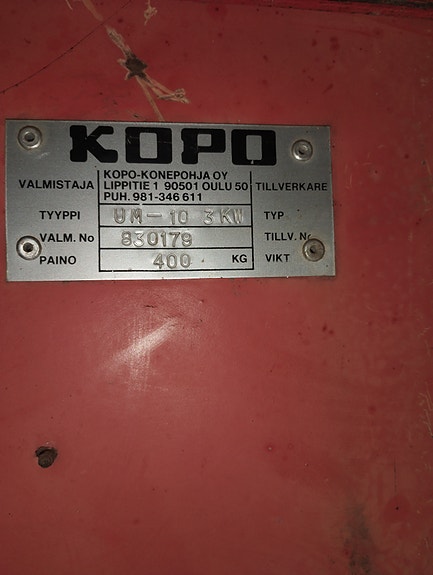 KOPO
VALMISTAJA KOPO-KONEPOHJA OY TILLVERKARE
LIPPITIE 1 90501 OULU 50
PUH. 981-346 611
TYYPPI UM-10 3KW TYP
VALM. No 830179 TILLV. Nr
PAINO 400 KG VIKT